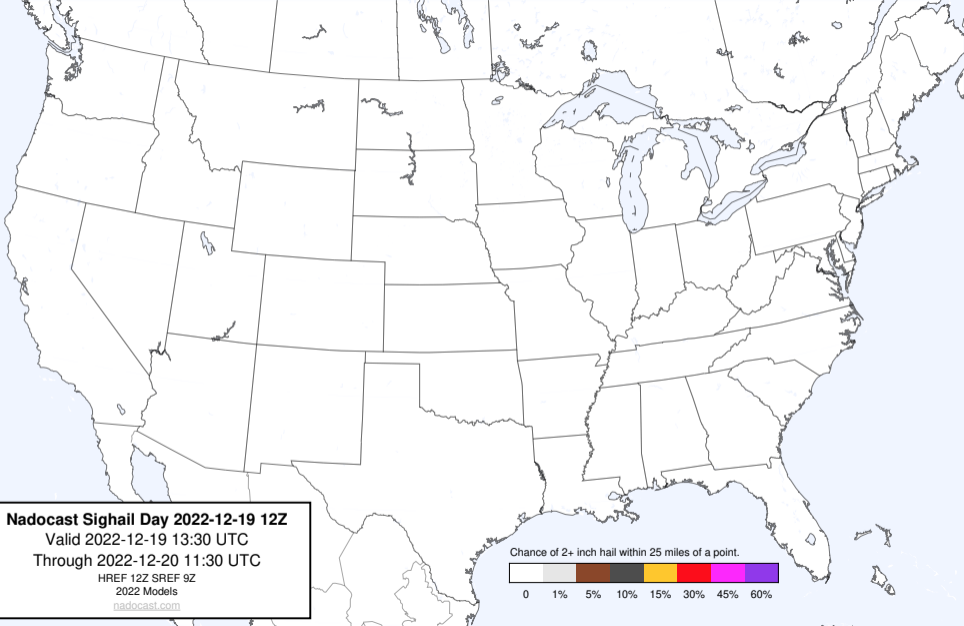 Nadocast Sighail Day 2022-12-19 12Z
Valid 2022-12-19 13:30 UTC
Through 2022-12-20 11:30 UTC
HREF 12Z SREF 9Z
2022 Models
nadocast.com
Chance of 2+ inch hail within 25 miles of a point.
0 1% 5% 10% 15% 30% 45% 60%